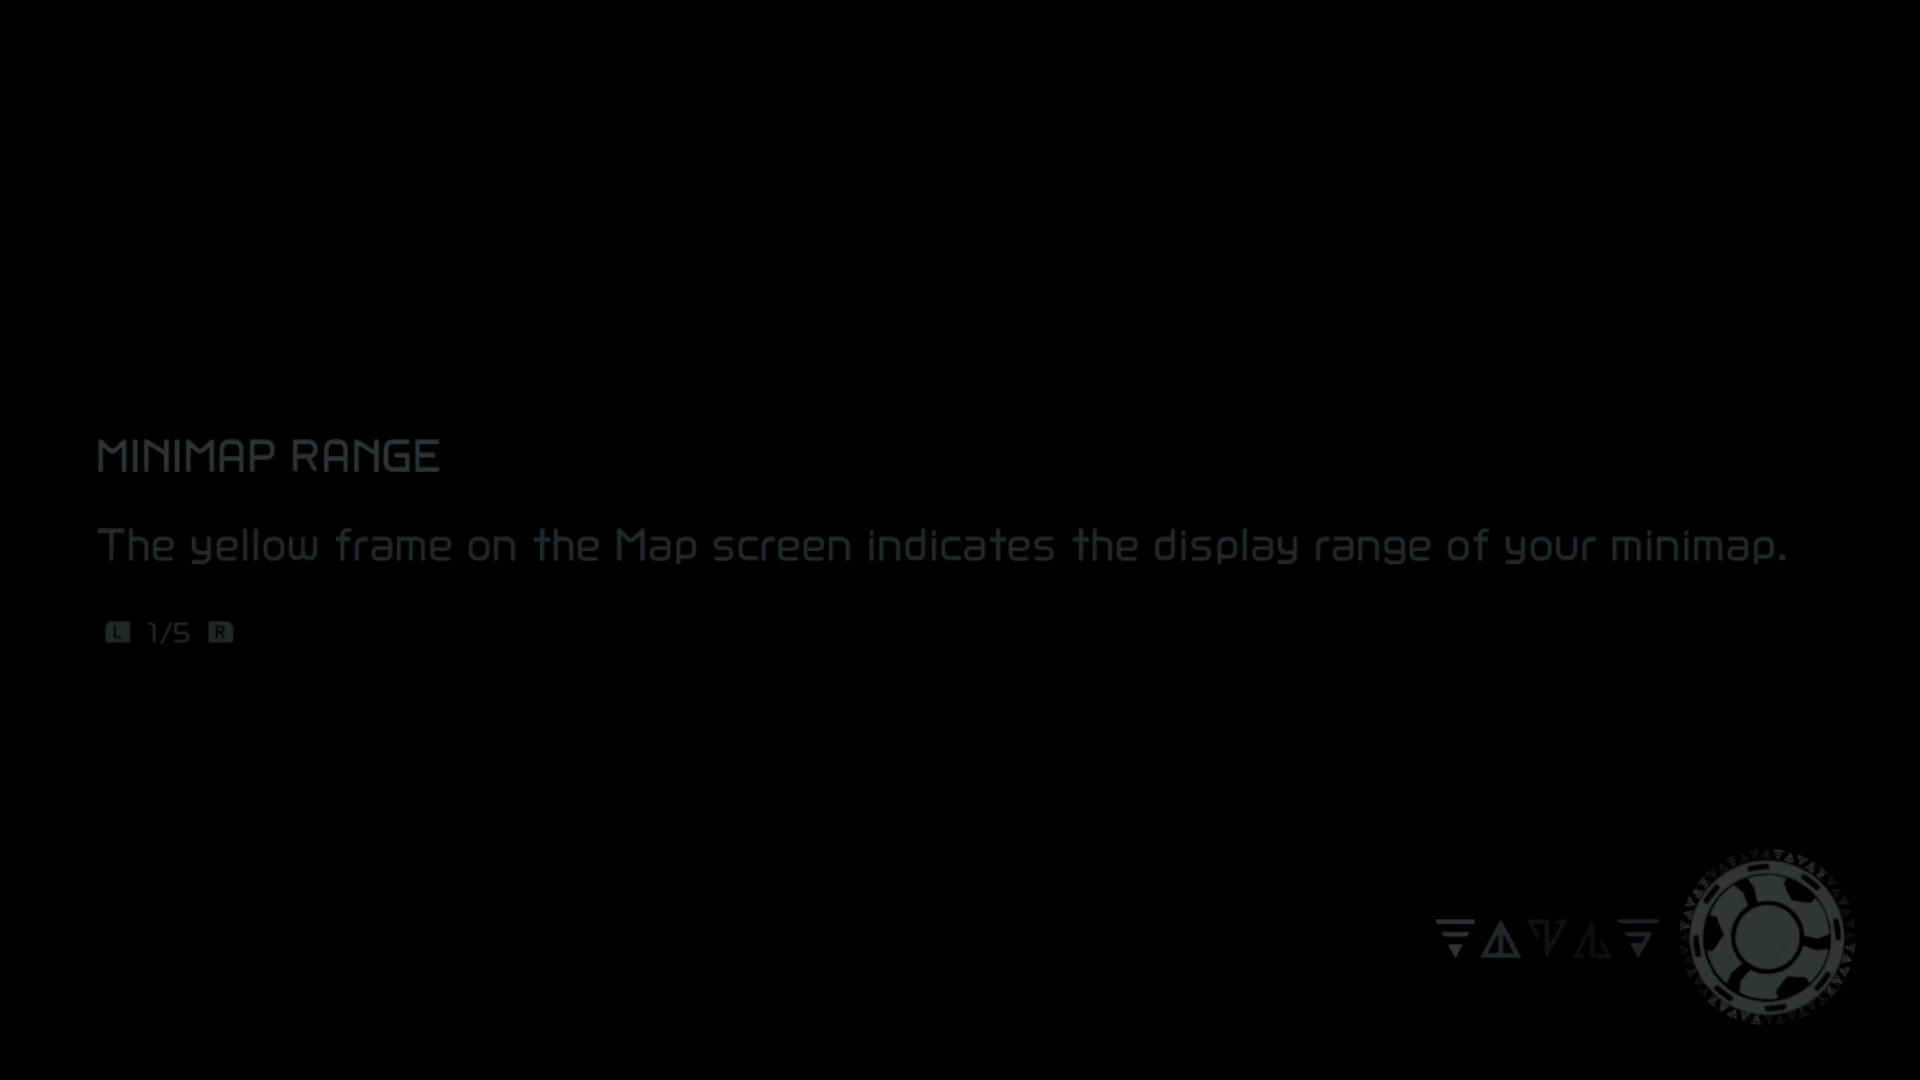 MINIMAP RANGE
The yellow frame on the Map screen indicates the display range of your minimap.
L 1/5 R